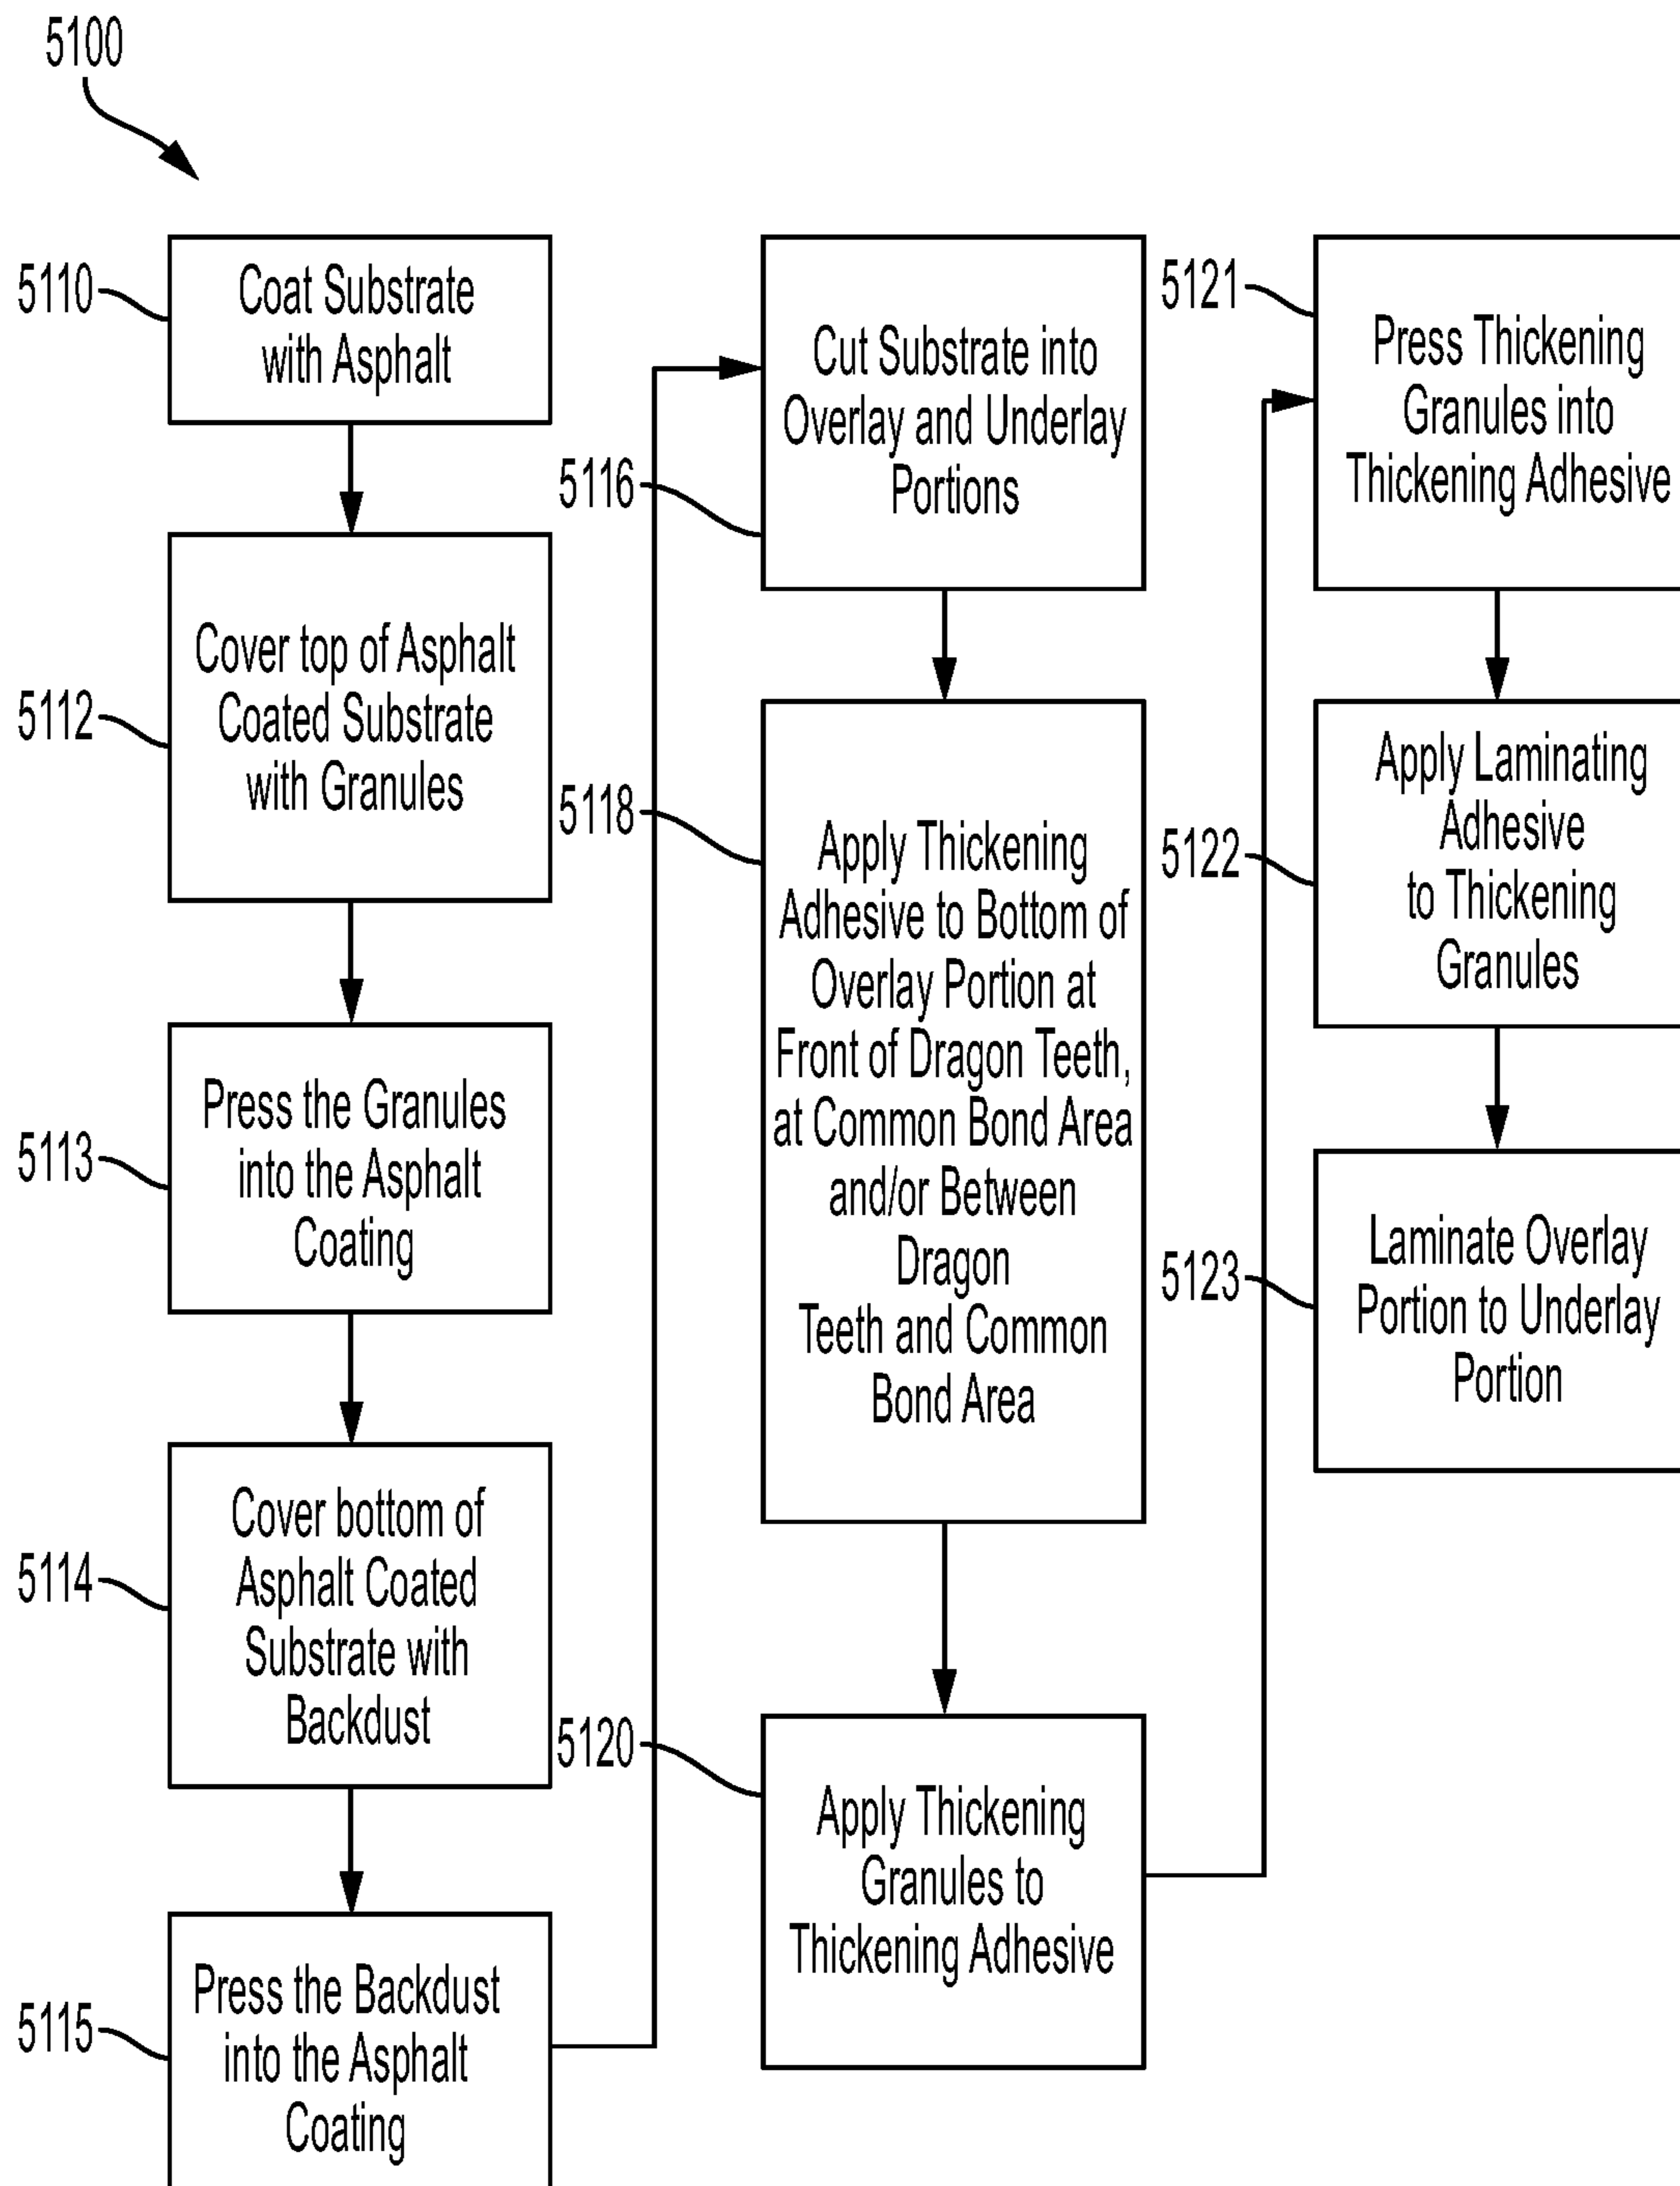 5100
5110
Coat Substrate
with Asphalt
5112
Cover top of Asphalt
Coated Substrate
with Granules
5113
Press the Granules
into the Asphalt
Coating
5114
Cover bottom of
Asphalt Coated
Substrate with
Backdust
5115
Press the Backdust
into the Asphalt
Coating
5116
Cut Substrate into
Overlay and Underlay
Portions
5118
Apply Thickening
Adhesive to Bottom of
Overlay Portion at
Front of Dragon Teeth,
at Common Bond Area
and/or Between
Dragon
Teeth and Common
Bond Area
5120
Apply Thickening
Granules to
Thickening Adhesive
5121
Press Thickening
Granules into
Thickening Adhesive
5122
Apply Laminating
Adhesive
to Thickening
Granules
5123
Laminate Overlay
Portion to Underlay
Portion